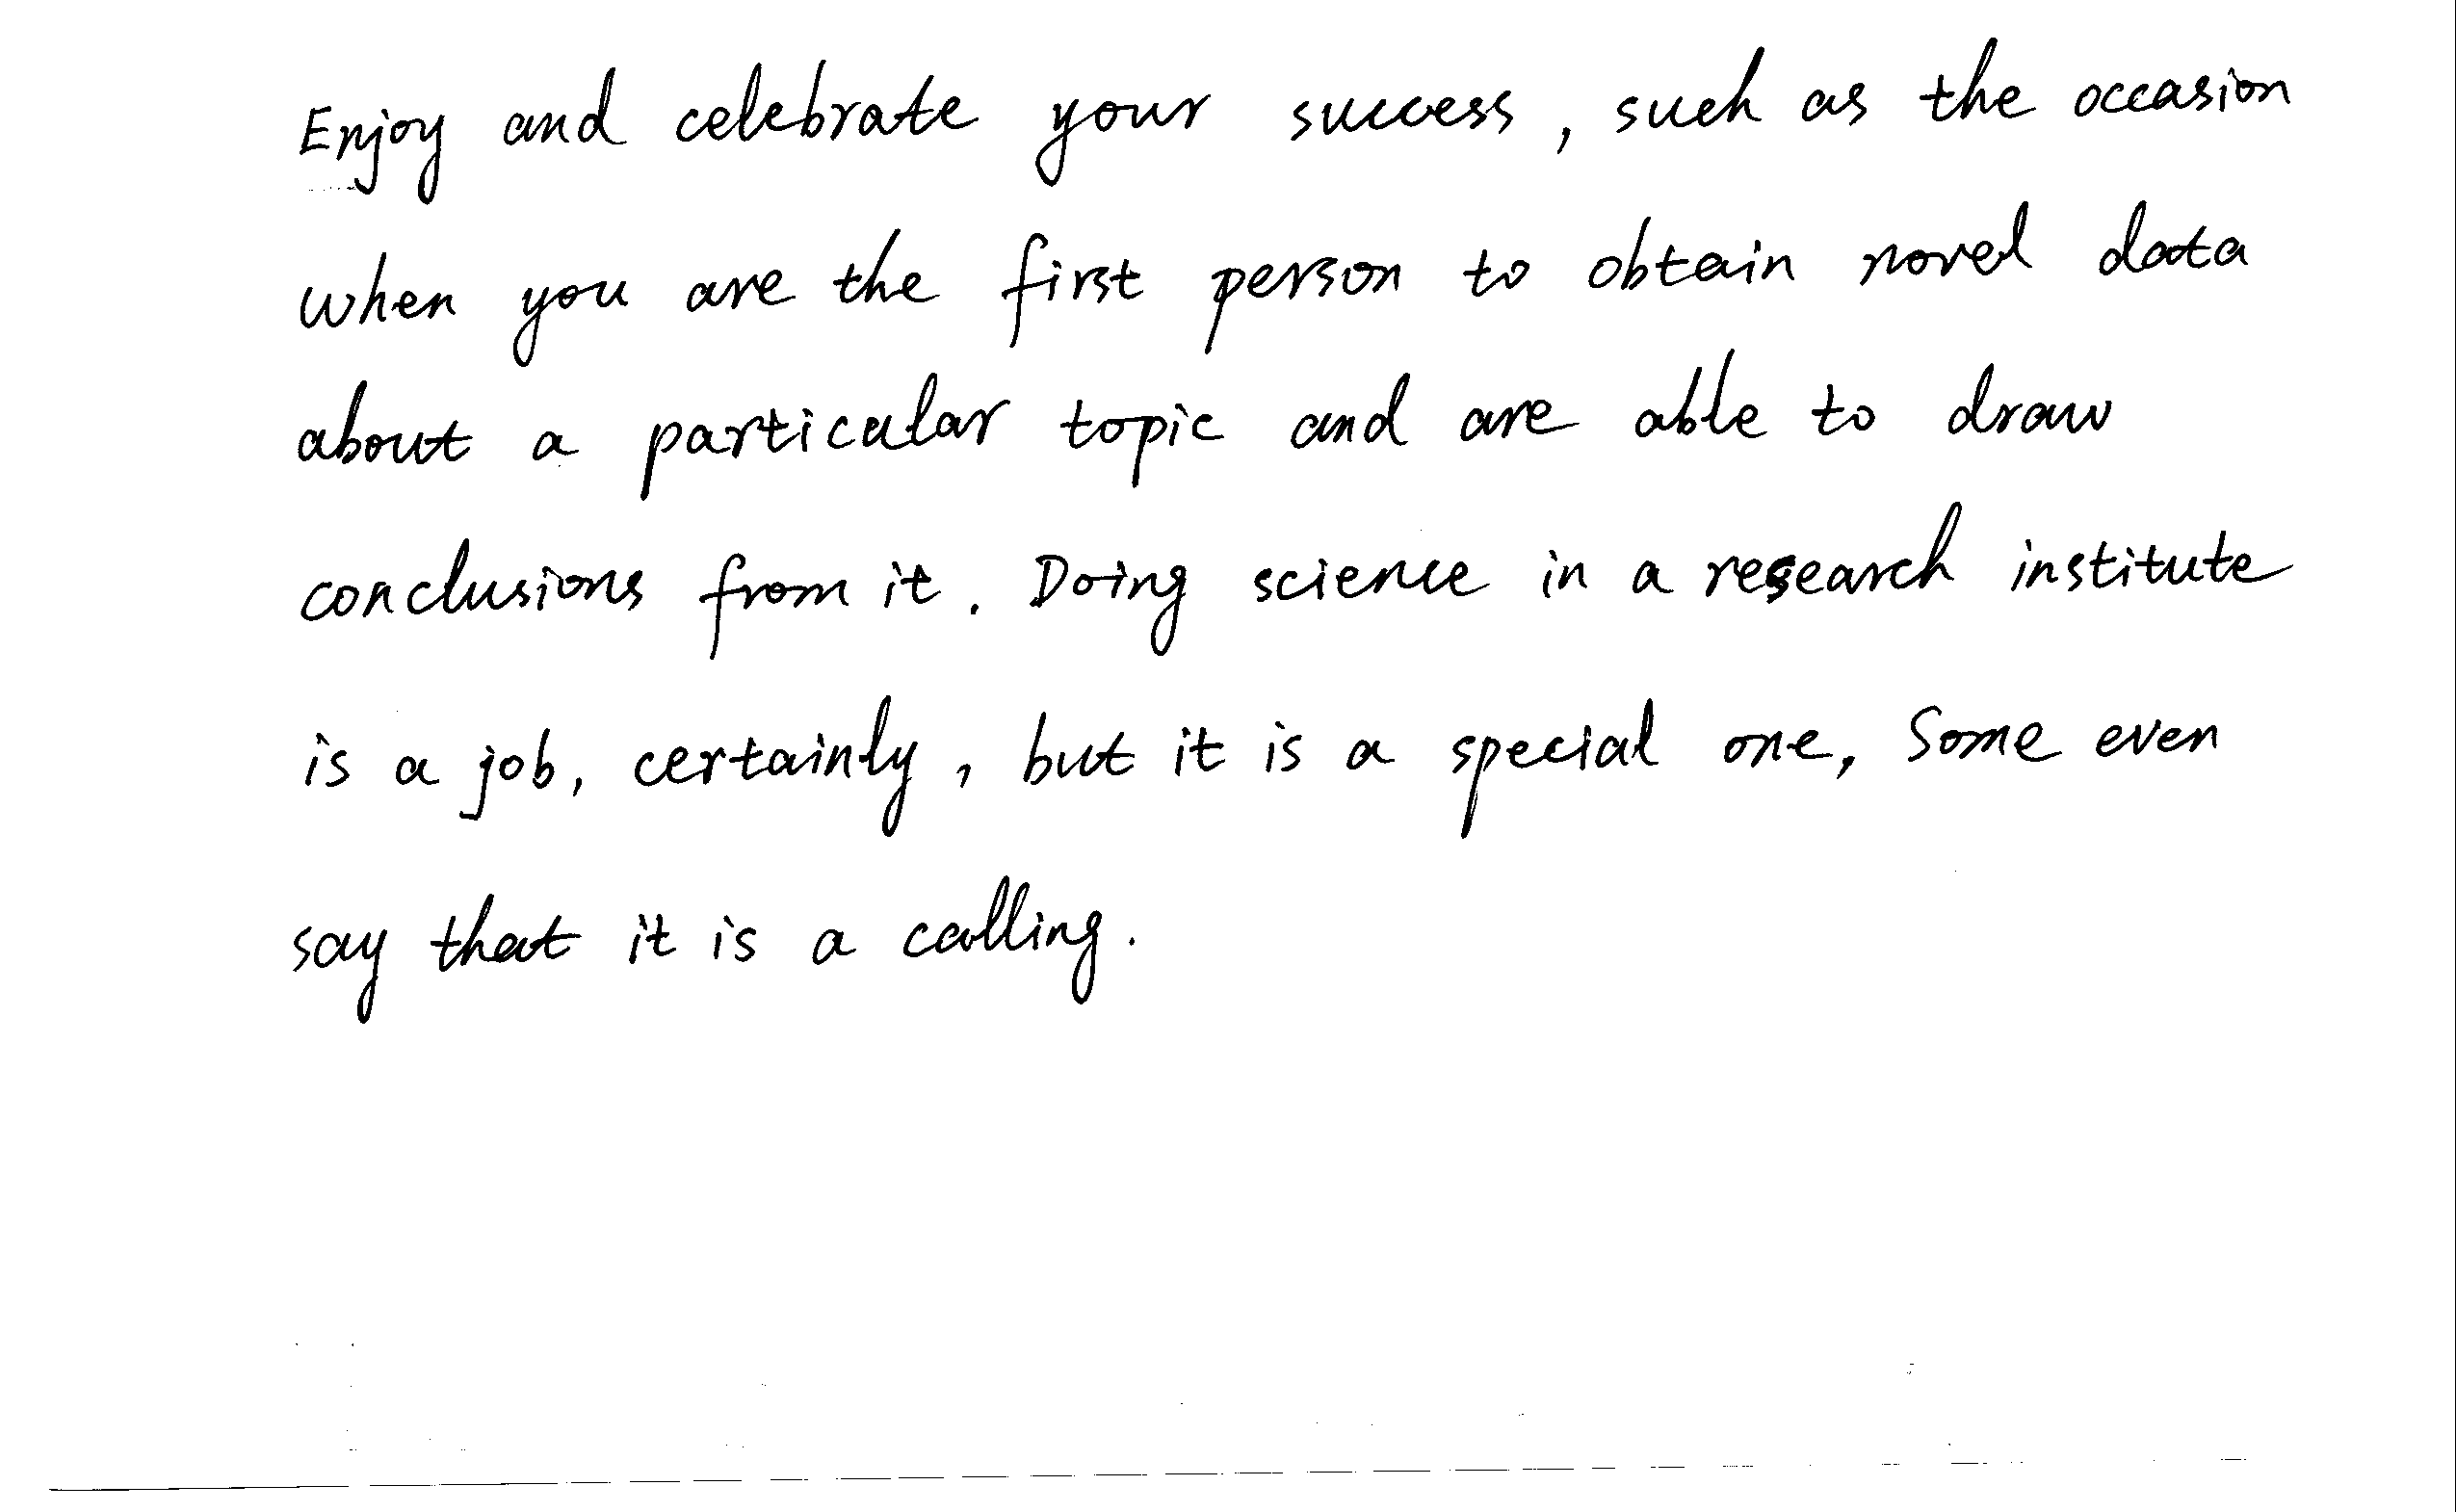 Enjoy and celebrate your success, such as the occasion
when you are the first person to obtain novel data
about a particular topic and are able to draw
conclusions from it. Doing science in a research institute
is a job, certainly, but it is a special one, Some even
say that it is a calling.